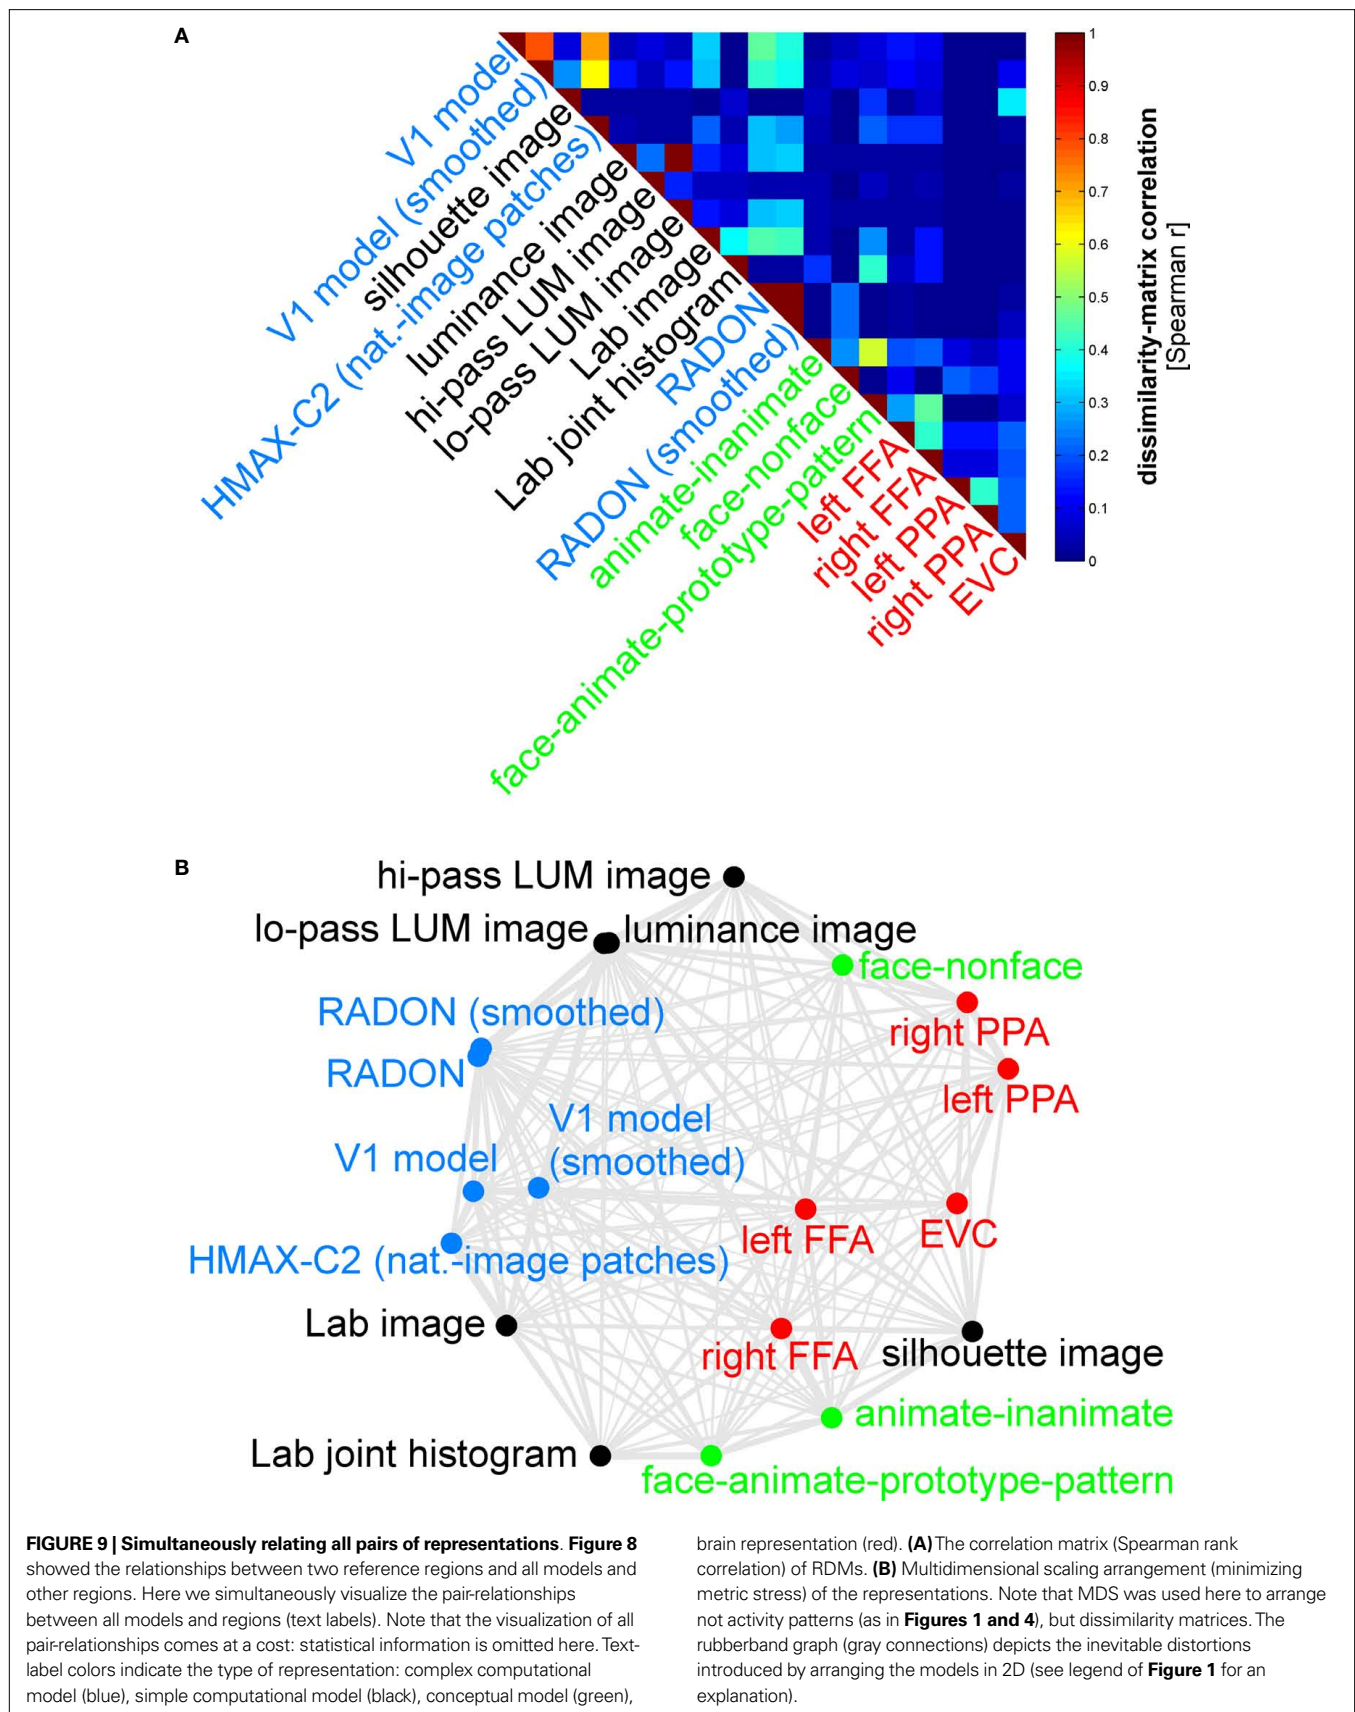 A
V1 model
V1 model (smoothed)
silhouette image
HMAX-C2 (nat.-image patches)
luminance image
hi-pass LUM image
lo-pass LUM image
Lab image
Lab joint histogram
RADON
RADON (smoothed)
animate-inanimate
face-nonface
face-animate-prototype-pattern
left FFA
right FFA
left PPA
right PPA
EVC
1
0.9
0.8
0.7
0.6
0.5
0.4
0.3
0.2
0.1
0
dissimilarity-matrix correlation
[Spearman r]
B
hi-pass LUM image
lo-pass LUM image
luminance image
face-nonface
RADON (smoothed)
right PPA
RADON
left PPA
V1 model
(smoothed)
V1 model
left FFA
EVC
HMAX-C2 (nat.-image patches)
Lab image
right FFA
silhouette image
animate-inanimate
Lab joint histogram
face-animate-prototype-pattern
FIGURE 9 | Simultaneously relating all pairs of representations. Figure 8
showed the relationships between two reference regions and all models and
other regions. Here we simultaneously visualize the pair-relationships
between all models and regions (text labels). Note that the visualization of all
pair-relationships comes at a cost: statistical information is omitted here. Text-
label colors indicate the type of representation: complex computational
model (blue), simple computational model (black), conceptual model (green),
brain representation (red). (A) The correlation matrix (Spearman rank
correlation) of RDMs. (B) Multidimensional scaling arrangement (minimizing
metric stress) of the representations. Note that MDS was used here to arrange
not activity patterns (as in Figures 1 and 4), but dissimilarity matrices. The
rubberband graph (gray connections) depicts the inevitable distortions
introduced by arranging the models in 2D (see legend of Figure 1 for an
explanation).